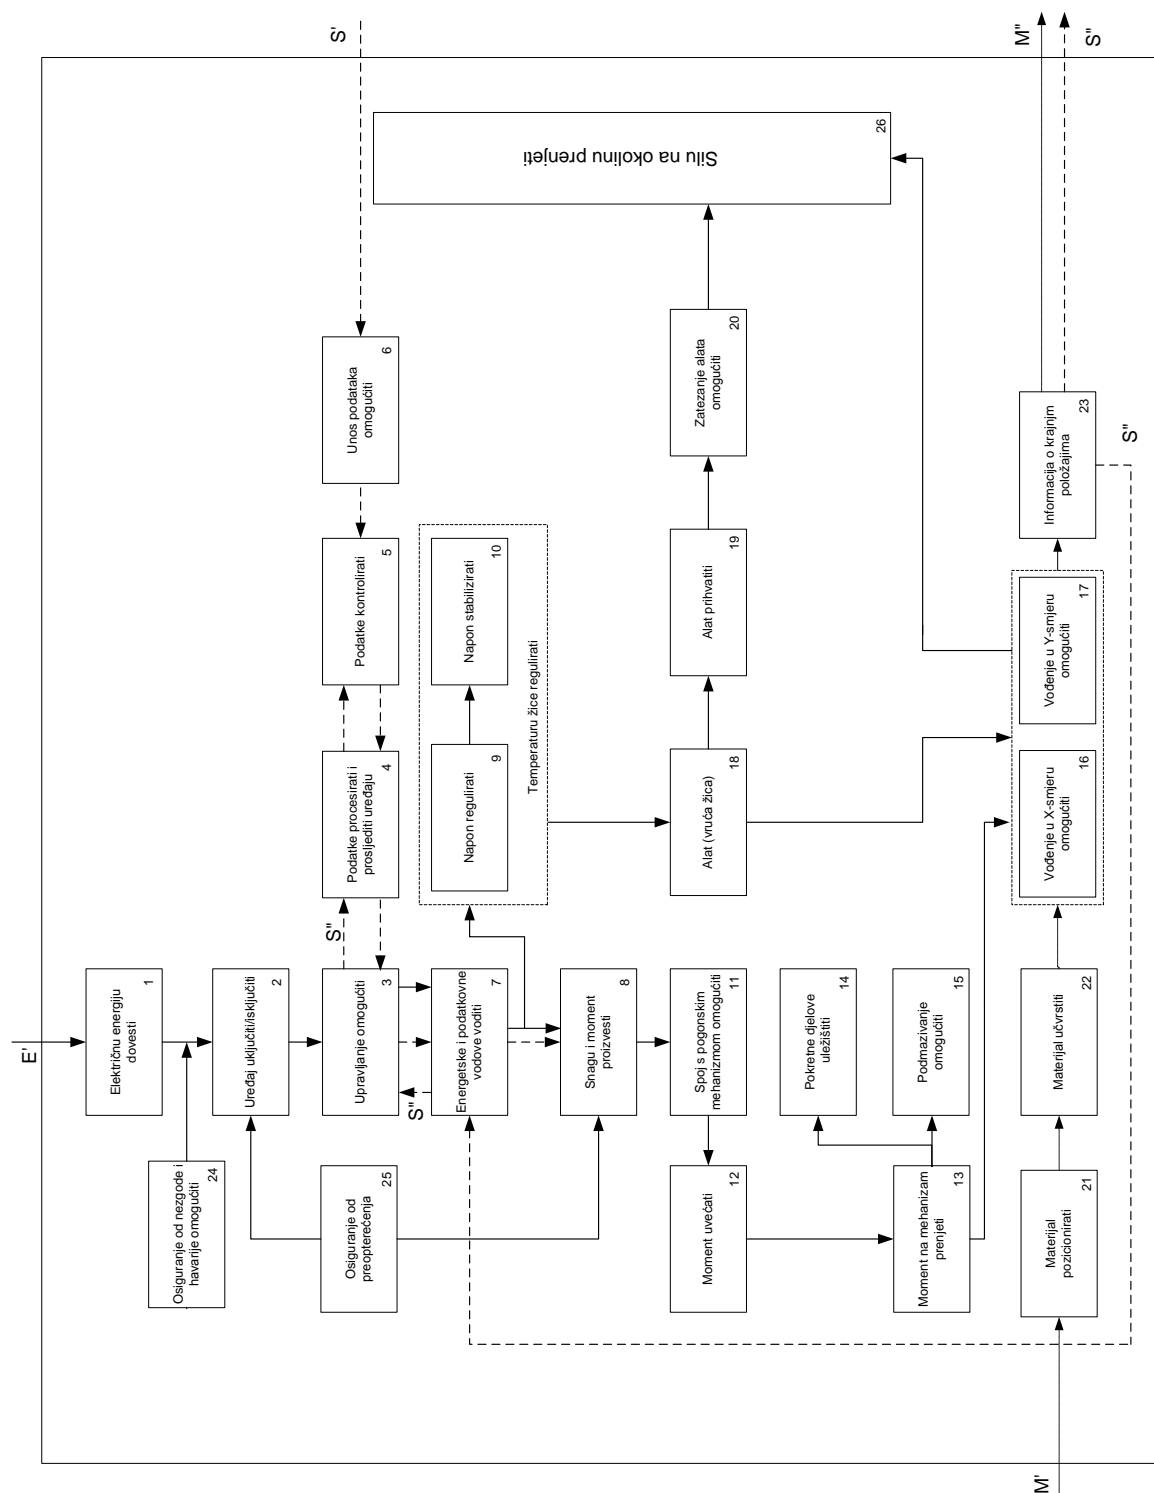 E'
Električnu energiju
dovesti
1
Osiguranje od nezgode i
havarije omogućiti
24
Uređaj uključiti/isključiti
2
Osiguranje od
preopterećenja
25
Upravljanje omogućiti
3
S''
S''
Podatke procesirati i
proslijediti uređaju
4
Podatke kontrolirati
5
Unos podataka
omogućiti
6
S'
Energetske i podatkovne
vodove voditi
7
Napon regulirati
9
Napon stabilizirati
10
Temperaturu žice regulirati
Snagu i moment
proizvesti
8
Spoj s pogonskim
mehanizmom omogućiti
11
Moment uvećati
12
Alat (vruća žica)
18
Alat prihvatiti
19
Zatezanje alata
omogućiti
20
Silu na okolinu prenjeti
26
Pokretne djelove
uležištiti
14
Moment na mehanizam
prenjeti
13
Podmazivanje
omogućiti
15
M'
Materijal
pozicionirati
21
Materijal učvrstiti
22
Vođenje u X-smjeru
omogućiti
16
Vođenje u Y-smjeru
omogućiti
17
Informacija o krajnjim
položajima
23
M''
S''
S''